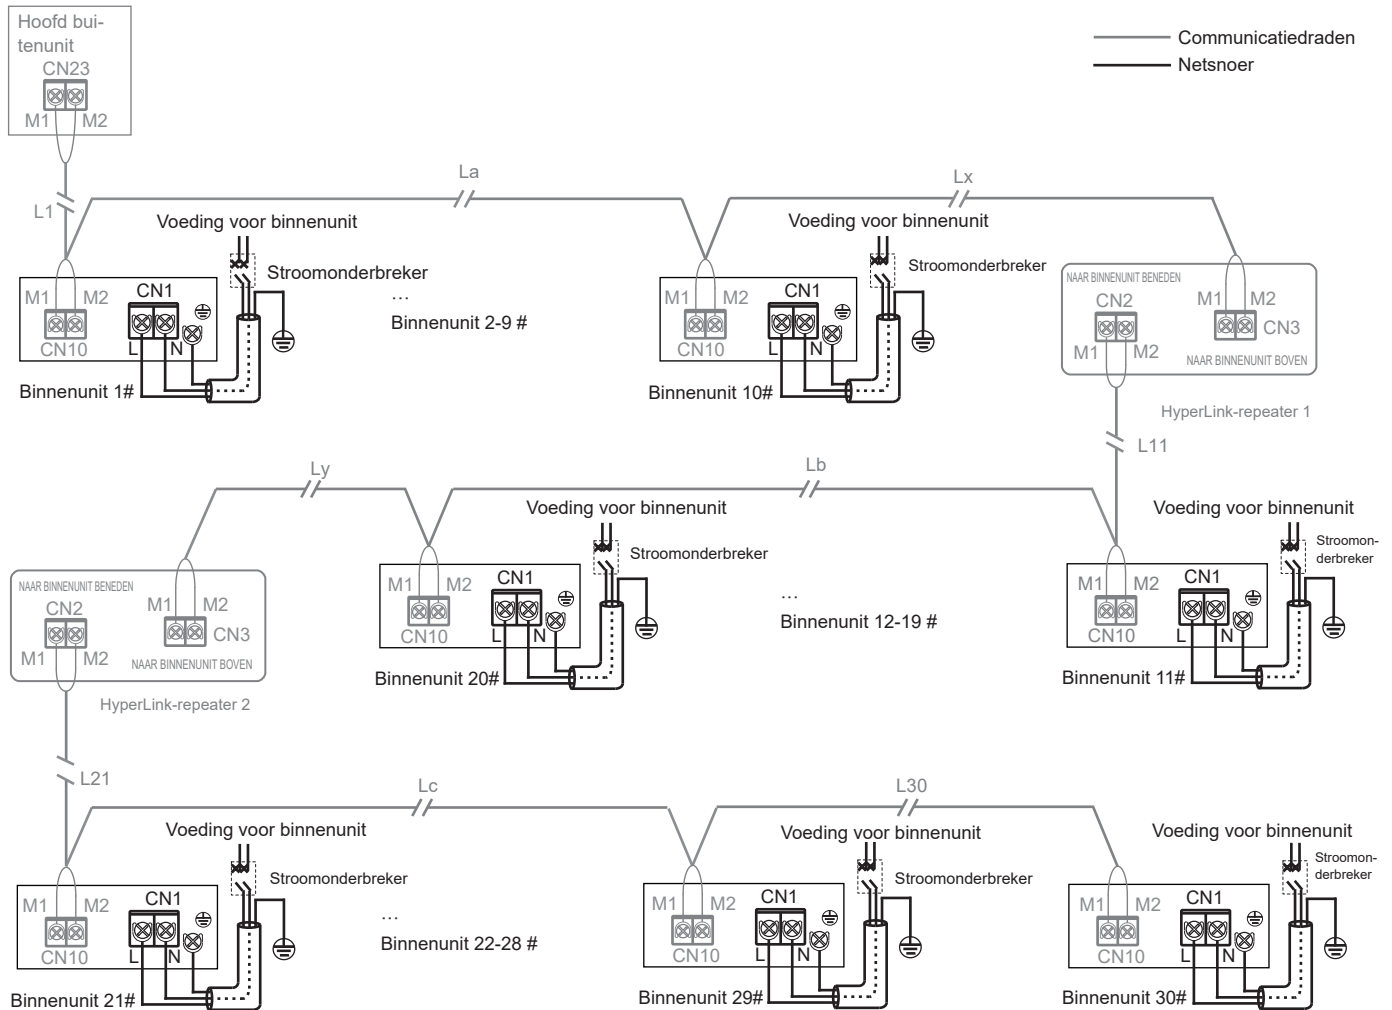 Hoofd bui-
tenunit
CN23
M1 M2
Communicatiedraden
Netsnoer
L1
La
Lx
Voeding voor binnenunit
Stroomonderbreker
M1 M2
CN1
CN10
L N
Binnenunit 1#
...
Binnenunit 2-9 #
Voeding voor binnenunit
Stroomonderbreker
M1 M2
CN1
CN10
L N
Binnenunit 10#
NAAR BINNENUNIT BENEDEN
CN2
M1 M2
M1 M2
CN3
NAAR BINNENUNIT BOVEN
HyperLink-repeater 1
L11
Ly
Lb
NAAR BINNENUNIT BENEDEN
CN2
M1 M2
M1 M2
CN3
NAAR BINNENUNIT BOVEN
HyperLink-repeater 2
Voeding voor binnenunit
Stroomonderbreker
M1 M2
CN1
CN10
L N
Binnenunit 20#
...
Binnenunit 12-19 #
Voeding voor binnenunit
Stroomon-
derbreker
M1 M2
CN1
CN10
L N
Binnenunit 11#
L21
Lc
L30
Voeding voor binnenunit
Stroomonderbreker
M1 M2
CN1
CN10
L N
Binnenunit 21#
...
Binnenunit 22-28 #
Voeding voor binnenunit
Stroomonderbreker
M1 M2
CN1
CN10
L N
Binnenunit 29#
Voeding voor binnenunit
Stroomon-
derbreker
M1 M2
CN1
CN10
L N
Binnenunit 30#